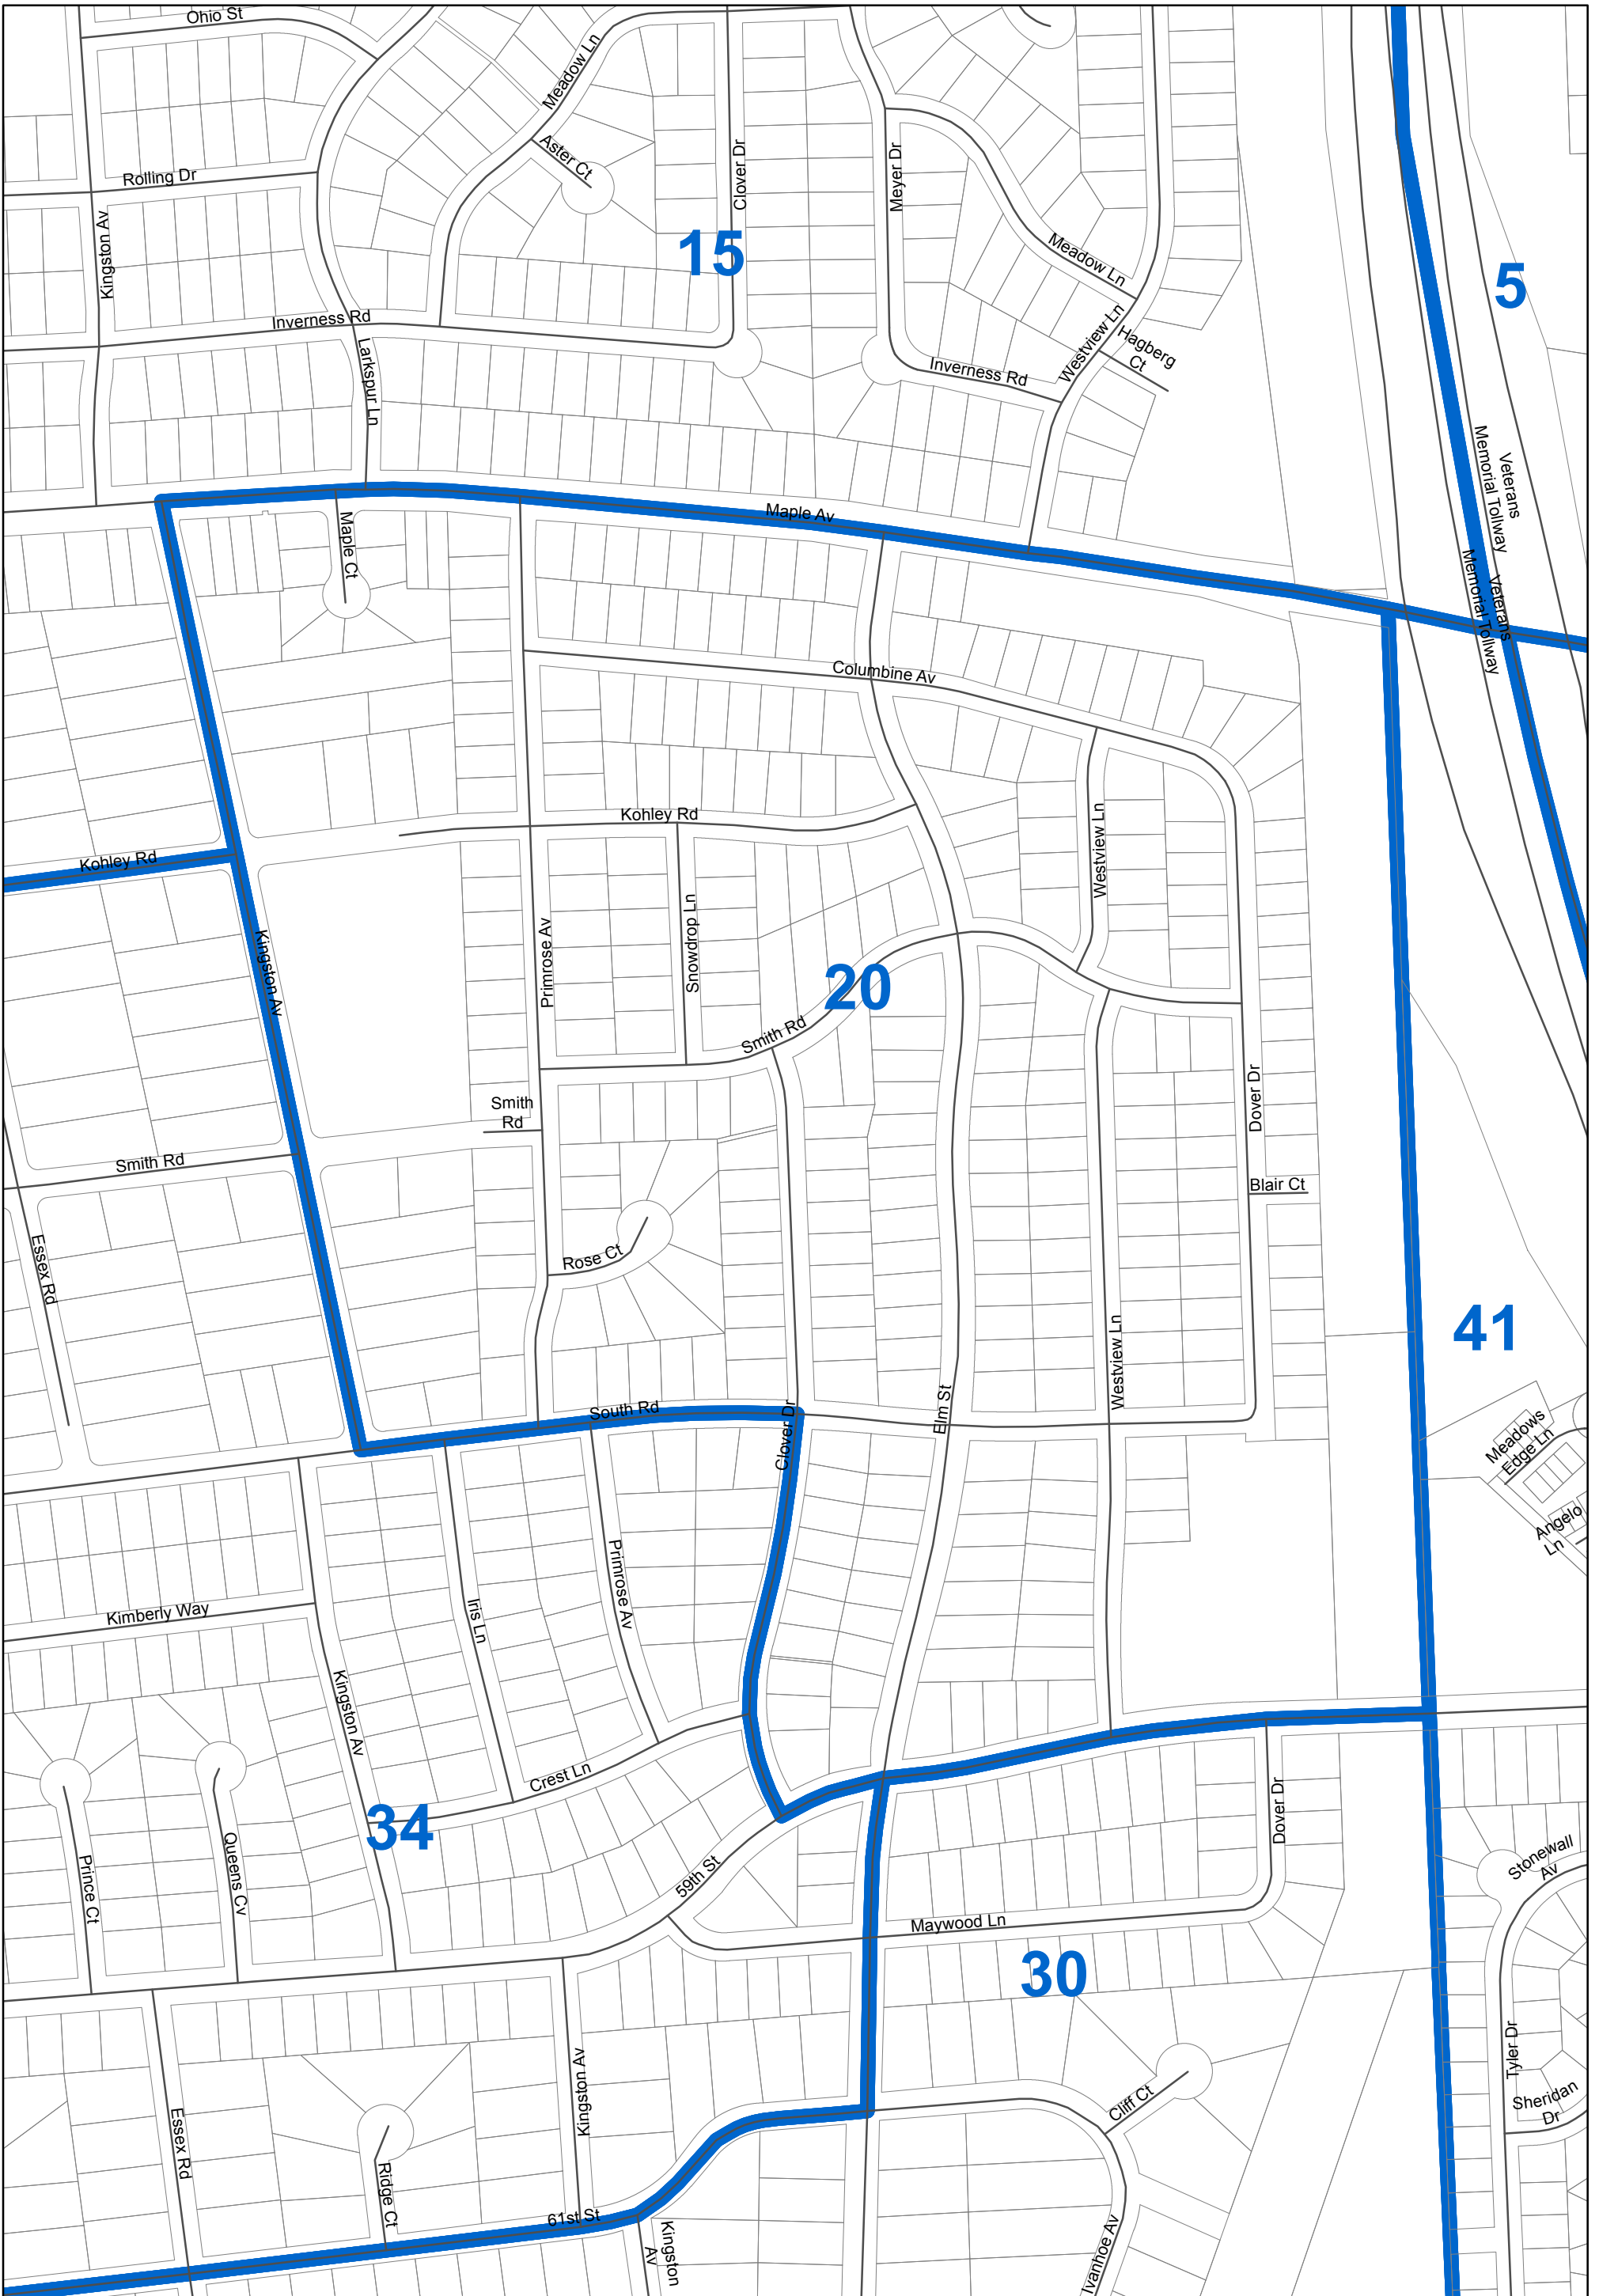 Ohio St
Meadow Ln
Aster Ct
Clover Dr
Meyer Dr
Rolling Dr
Kingston Av
15
Meadow Ln
5
Inverness Rd
Larkspur Ln
Westview Ln
Hagberg
Ct
Inverness Rd
Veterans
Memorial Tollway
Maple Av
Maple Ct
Veterans
Memorial Tollway
Columbine Av
Kohley Rd
Kohley Rd
Westview Ln
Kingston Av
Primrose Av
Snowdrop Ln
20
Smith Rd
Smith
Rd
Dover Dr
Smith Rd
Blair Ct
Essex Rd
Rose Ct
41
Westview Ln
South Rd
Clover Dr
Elm St
Meadows
Edge Ln
Angelo
Ln
Primrose Av
Iris Ln
Kimberly Way
Kingston Av
Crest Ln
34
Dover Dr
Prince Ct
Queens Cv
59th St
Stonewall
Av
Maywood Ln
30
Kingston Av
Tyler Dr
Cliff Ct
Sheridan
Dr
Essex Rd
Ridge Ct
61st St
Kingston
Av
Ivanhoe Av